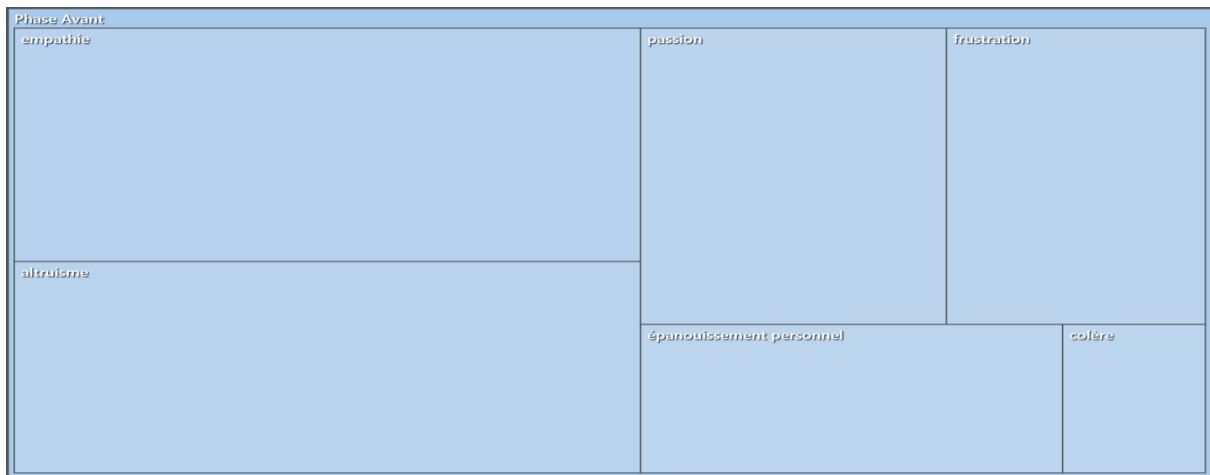 Phase Avant
empathie
passion
frustration
altruisme
épanouissement personnel
colère